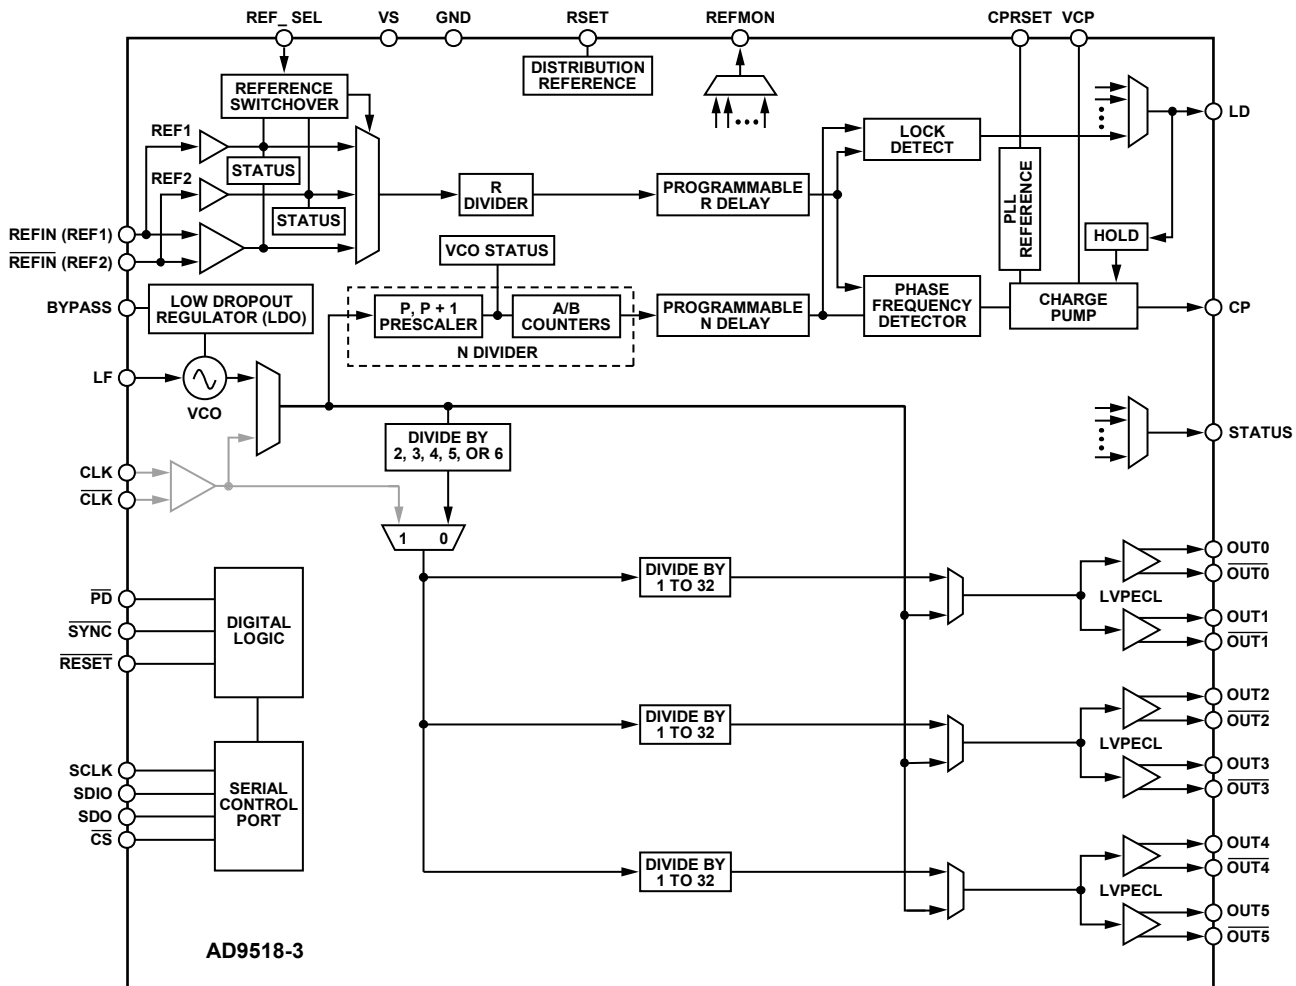 REF_ SEL
VS
GND
RSET
REFMON
CPRSET
VCP
DISTRIBUTION
REFERENCE
REFERENCE
SWITCHOVER
REF1
STATUS
REF2
STATUS
R
DIVIDER
PROGRAMMABLE
R DELAY
LOCK
DETECT
LD
PLL
REFERENCE
HOLD
REFIN (REF1)
REFIN (REF2)
BYPASS
LOW DROPOUT
REGULATOR (LDO)
VCO STATUS
P, P + 1
PRESCALER
A/B
COUNTERS
N DIVIDER
PROGRAMMABLE
N DELAY
PHASE
FREQUENCY
DETECTOR
CHARGE
PUMP
CP
LF
VCO
STATUS
DIVIDE BY
2, 3, 4, 5, OR 6
CLK
CLK
1 0
DIVIDE BY
1 TO 32
LVPECL
OUT0
OUT0
OUT1
OUT1
PD
SYNC
RESET
DIGITAL
LOGIC
DIVIDE BY
1 TO 32
LVPECL
OUT2
OUT2
OUT3
OUT3
SCLK
SDIO
SDO
CS
SERIAL
CONTROL
PORT
DIVIDE BY
1 TO 32
LVPECL
OUT4
OUT4
OUT5
OUT5
AD9518-3